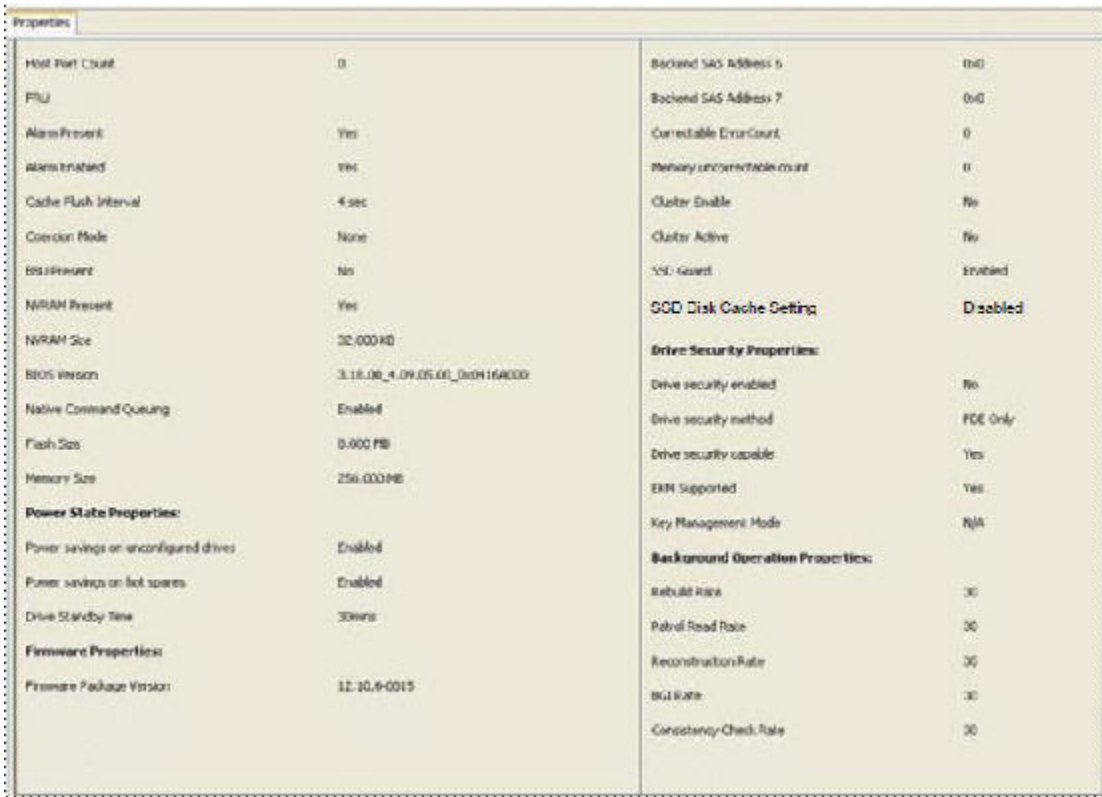 Properties
Host Port Count 0
FRU
Alarm Present Yes
Alarm Enabled Yes
Cache Flush Interval 4 sec
Coercion Mode None
BBU Present No
NVRAM Present Yes
NVRAM Size 32.000 KB
BIOS Version
Native Command Queuing Enabled
Flash Size MB
Memory Size 256.000 MB
Power State Properties:
Power savings on unconfigured drives Enabled
Power savings on hot spares Enabled
Drive Standby Time 30mins
Firmware Properties:
Firmware Package Version 12.10.0-0015
Backend SAS Address 6 0x0
Backend SAS Address 7 0x0
Correctable ErrorCount 0
Memory uncorrectable count 0
Cluster Enable No
Cluster Active No
SSD Guard Enabled
SSD Disk Cache Setting Disabled
Drive Security Properties:
Drive security enabled No
Drive security method FDE Only
Drive security capable Yes
EKM Supported Yes
Key Management Mode N/A
Background Operation Properties:
Rebuild Rate 30
Patrol Read Rate 30
Reconstruction Rate 30
BGI Rate 30
Consistency Check Rate 30